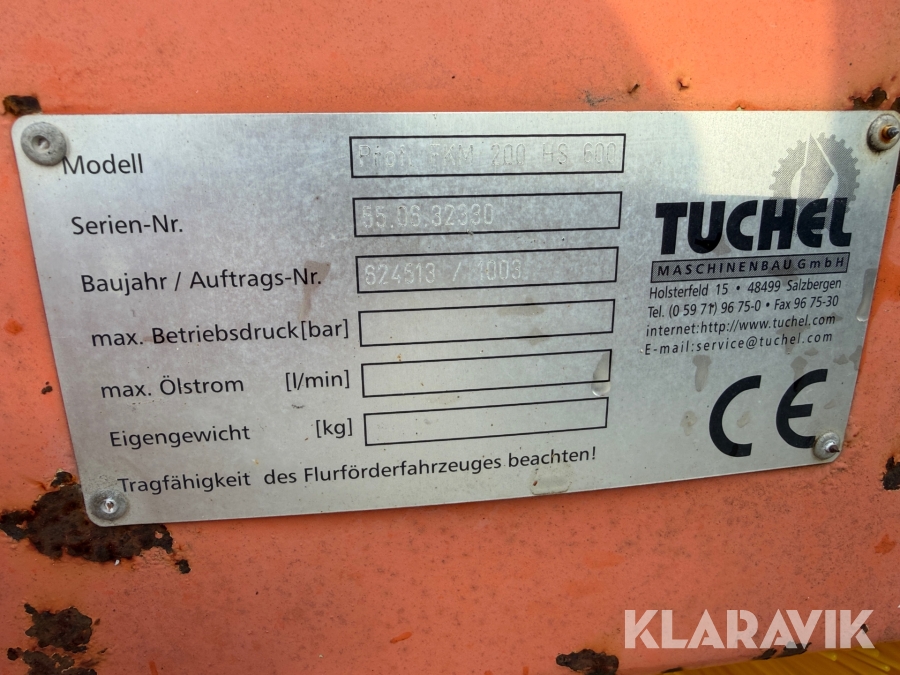 Modell Profi EKM 200 HS 600
Serien-Nr. 55.06.32330
Baujahr / Auftrags-Nr. 624513 / 1003
max. Betriebsdruck [bar]
max. Ölstrom [l/min]
Eigengewicht [kg]
Tragfähigkeit des Flurförderfahrzeuges beachten!
TUCHEL
MASCHINENBAU GmbH
Holsterfeld 15 • 48499 Salzbergen
Tel. (0 59 71) 96 75-0 • Fax 96 75-30
internet:http://www.tuchel.com
E-mail:service@tuchel.com
CE
KLARAVIK